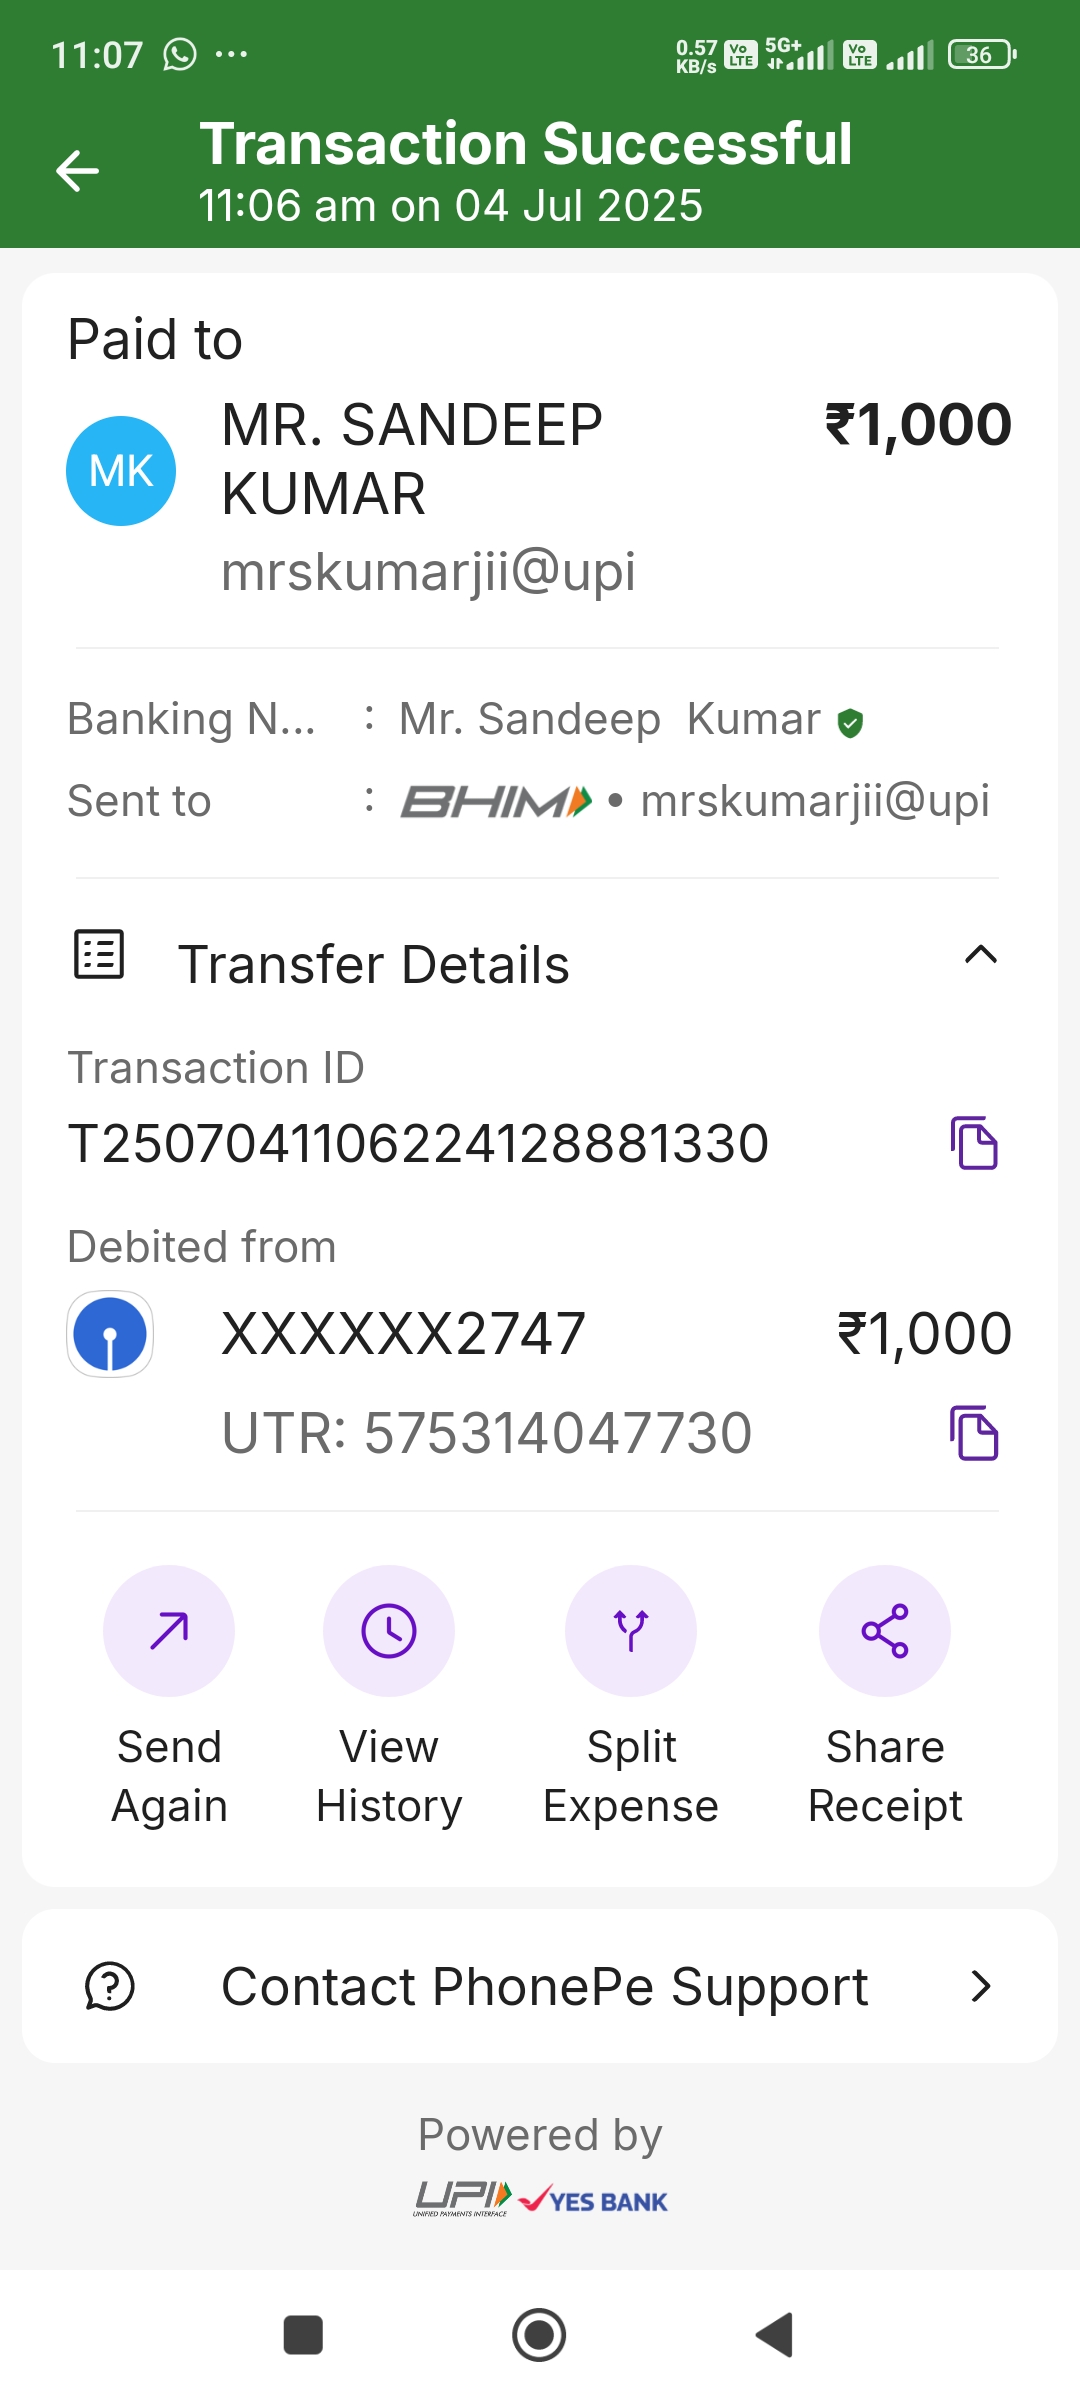 11:07 ...
0.57 KB/s Vo LTE 5G+ Vo LTE 36
Transaction Successful
11:06 am on 04 Jul 2025
Paid to
MK
MR. SANDEEP KUMAR ₹1,000
mrskumarjii@upi
Banking N... : Mr. Sandeep Kumar
Sent to : BHIM • mrskumarjii@upi
Transfer Details
Transaction ID
T2507041106224128881330
Debited from
XXXXXX2747 ₹1,000
UTR: 575314047730
Send Again
View History
Split Expense
Share Receipt
Contact PhonePe Support
Powered by
UPI YES BANK
UNIFIED PAYMENTS INTERFACE